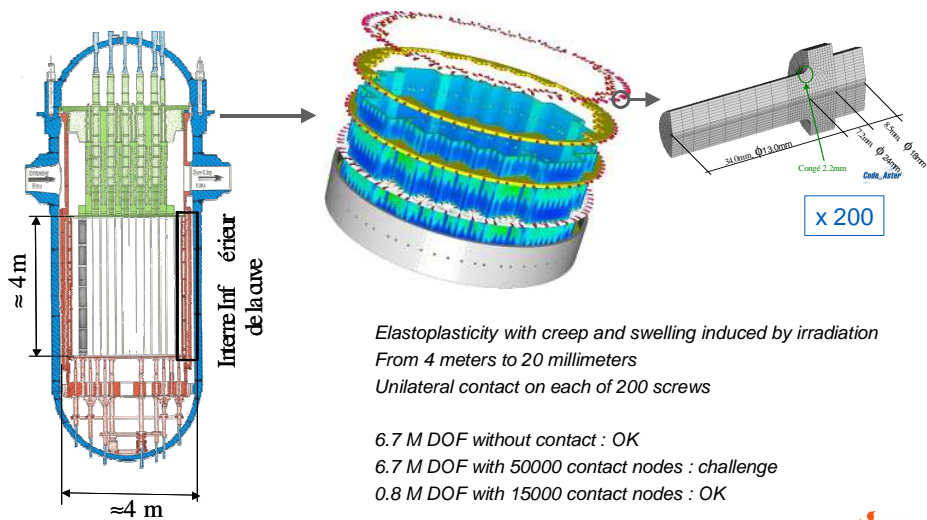 ≈ 4 m
Interne Inf érieur
de la cuve
≈4 m
34.0mm, ϕ13.0mm
7.2mm, ϕ 24mm
8.5mm, ϕ 18mm
Congé 2.2mm
Code_Aster
x 200
Elastoplasticity with creep and swelling induced by irradiation
From 4 meters to 20 millimeters
Unilateral contact on each of 200 screws
6.7 M DOF without contact : OK
6.7 M DOF with 50000 contact nodes : challenge
0.8 M DOF with 15000 contact nodes : OK